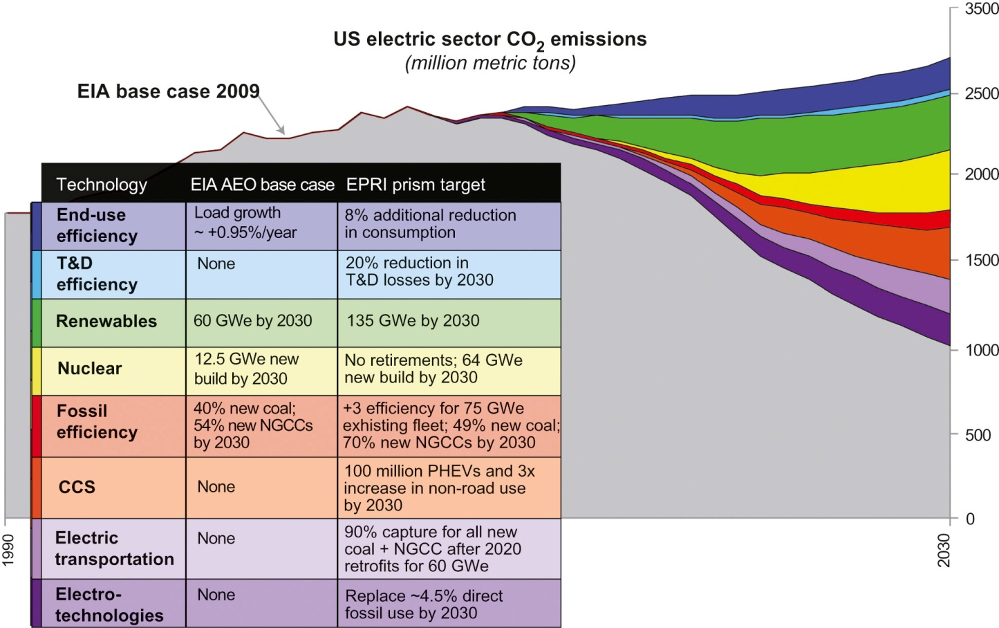 US electric sector CO2 emissions
(million metric tons)
EIA base case 2009
3500
2500
2000
1500
1000
500
0
1990
2030
Technology EIA AEO base case EPRI prism target
End-use
efficiency
Load growth
~ +0.95%/year
8% additional reduction
in consumption
T&D
efficiency
None
20% reduction in
T&D losses by 2030
Renewables
60 GWe by 2030
135 GWe by 2030
Nuclear
12.5 GWe new
build by 2030
No retirements; 64 GWe
new build by 2030
Fossil
efficiency
40% new coal;
54% new NGCCs
by 2030
+3 efficiency for 75 GWe
exhisting fleet; 49% new coal;
70% new NGCCs by 2030
CCS
None
100 million PHEVs and 3x
increase in non-road use
by 2030
Electric
transportation
None
90% capture for all new
coal + NGCC after 2020
retrofits for 60 GWe
Electro-
technologies
None
Replace ~4.5% direct
fossil use by 2030